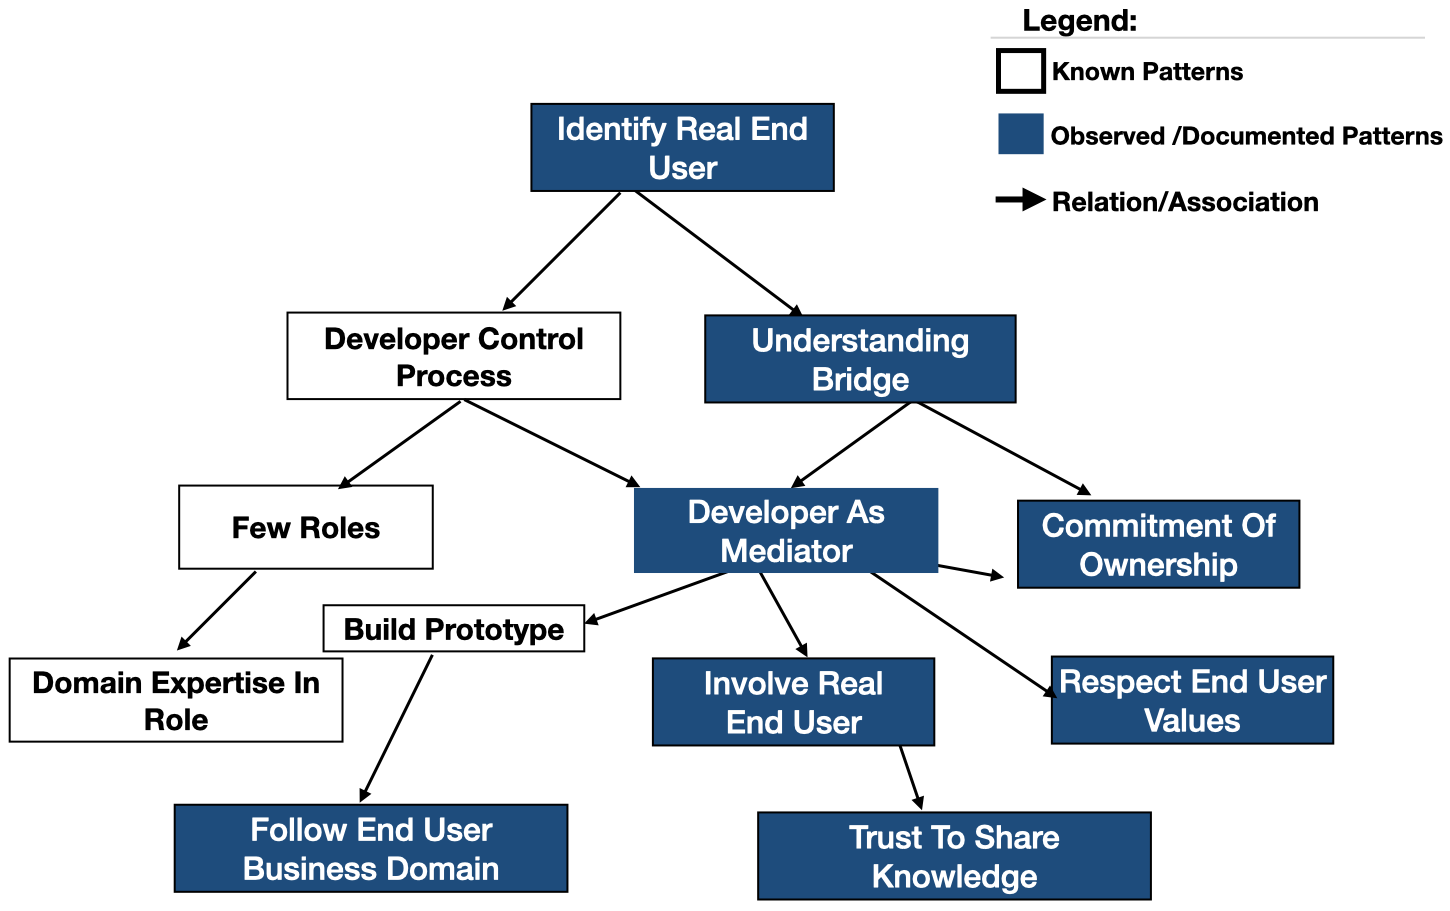 Legend:
Known Patterns
Observed /Documented Patterns
Relation/Association
Identify Real End
User
Developer Control
Process
Understanding
Bridge
Few Roles
Developer As
Mediator
Commitment Of
Ownership
Build Prototype
Domain Expertise In
Role
Involve Real
End User
Respect End User
Values
Follow End User
Business Domain
Trust To Share
Knowledge